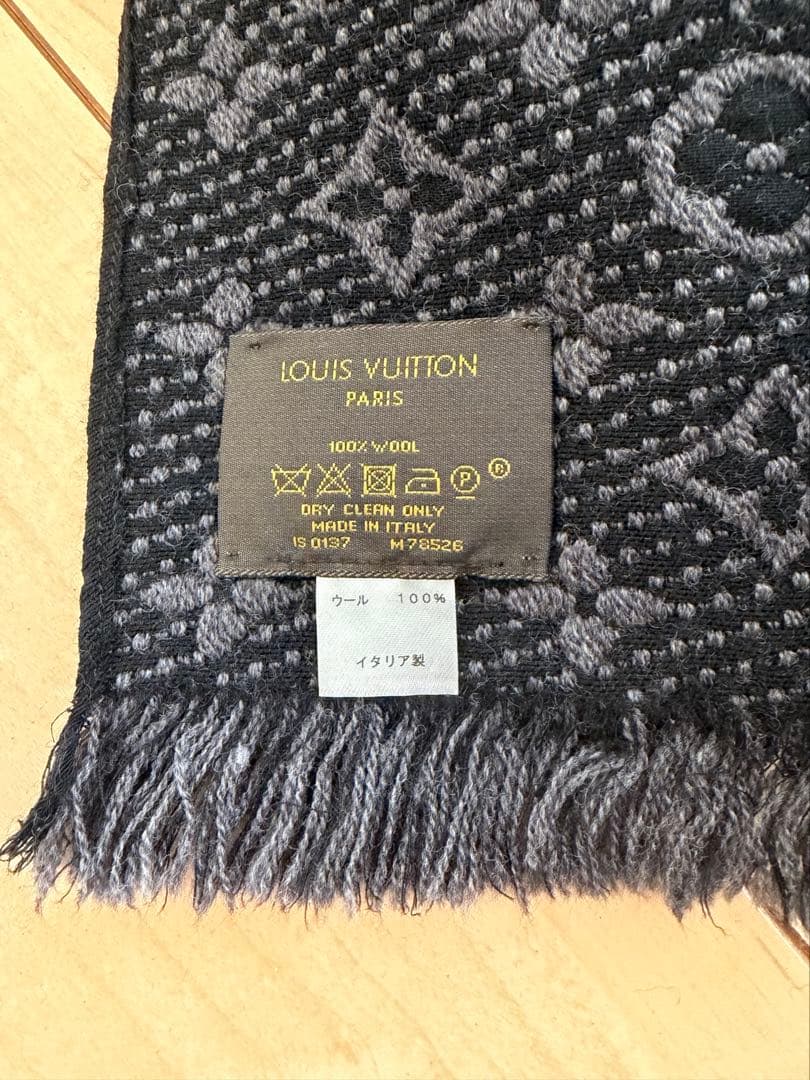 LOUIS VUITTON
PARIS
100% WOOL
P ®
DRY CLEAN ONLY
MADE IN ITALY
IS 0137 M78526
ウール 100%
イタリア製